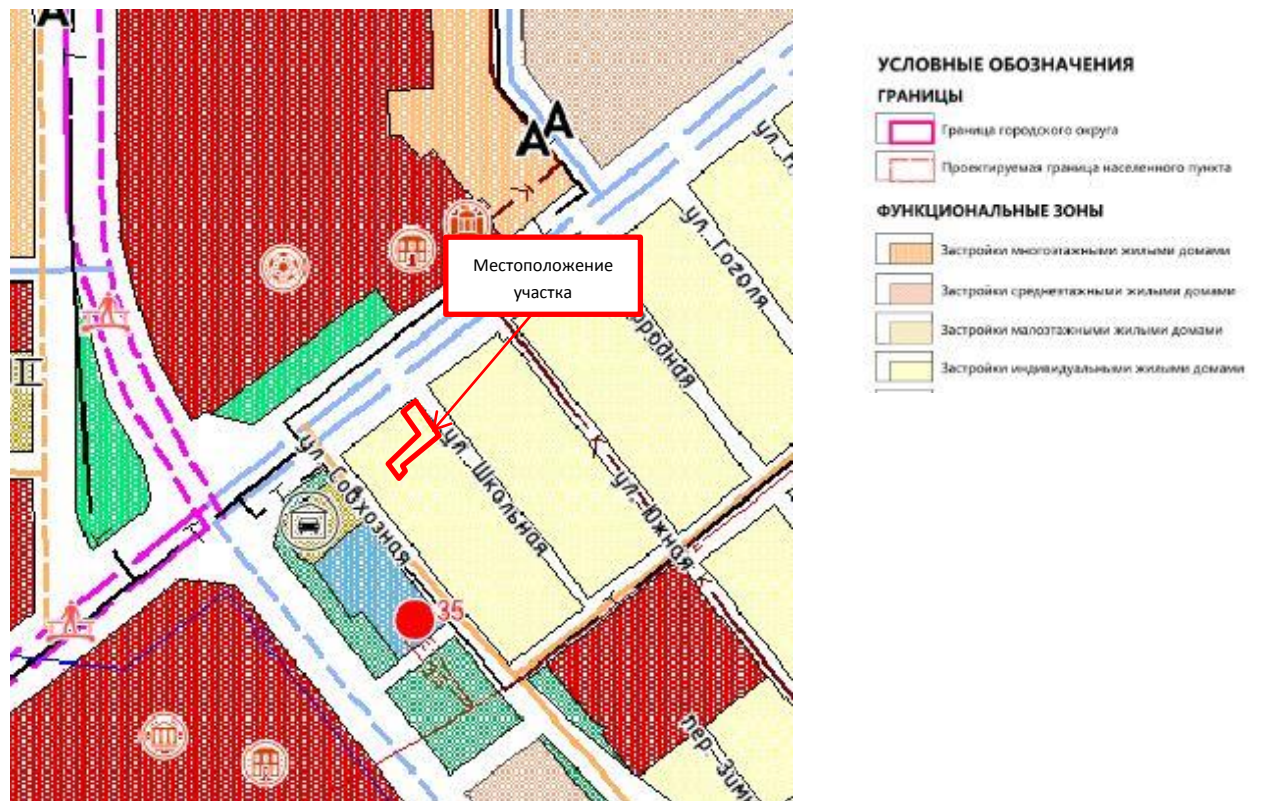 А
А
А
ул. Гоголя
Местоположение
участка
ородная
ул. Совхозная
ул. Школьная
ул. Южная
К
К
К
35
пер. Зими
УСЛОВНЫЕ ОБОЗНАЧЕНИЯ
ГРАНИЦЫ
Граница городского округа
Проектируемая граница населенного пункта
ФУНКЦИОНАЛЬНЫЕ ЗОНЫ
Застройки многоэтажными жилыми домами
Застройки среднеэтажными жилыми домами
Застройки малоэтажными жилыми домами
Застройки индивидуальными жилыми домами